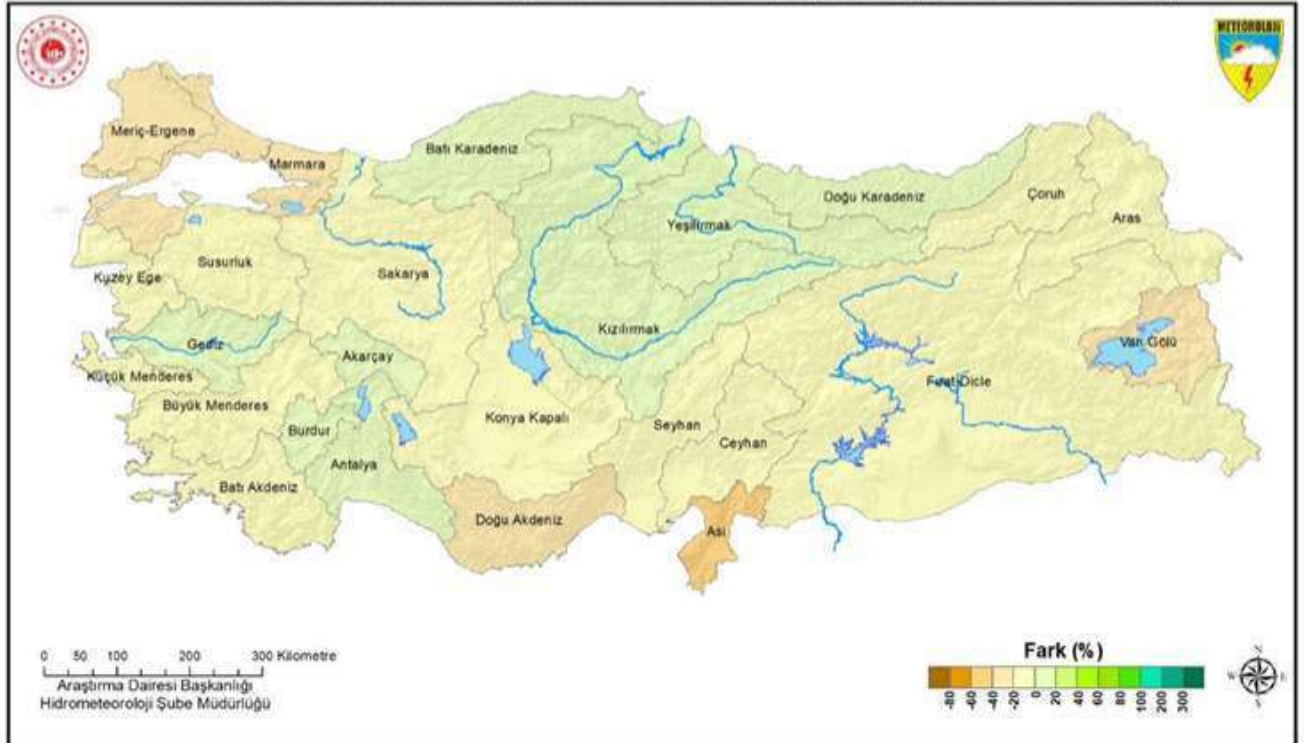 METEOROLOJİ
Meriç-Ergene
Marmara
Batı Karadeniz
Doğu Karadeniz
Çoruh
Aras
Yeşilırmak
Susurluk
Kuzey Ege
Sakarya
Kızılırmak
Gediz
Akarçay
Van Gölü
Küçük Menderes
Fırat-Dicle
Büyük Menderes
Konya Kapalı
Burdur
Seyhan
Ceyhan
Antalya
Batı Akdeniz
Doğu Akdeniz
Asi
0 50 100 200 300 Kilometre
Araştırma Dairesi Başkanlığı
Hidrometeoroloji Şube Müdürlüğü
Fark (%)
-80 -60 -40 -20 0 20 40 60 80 100 200 300
N
W E
S